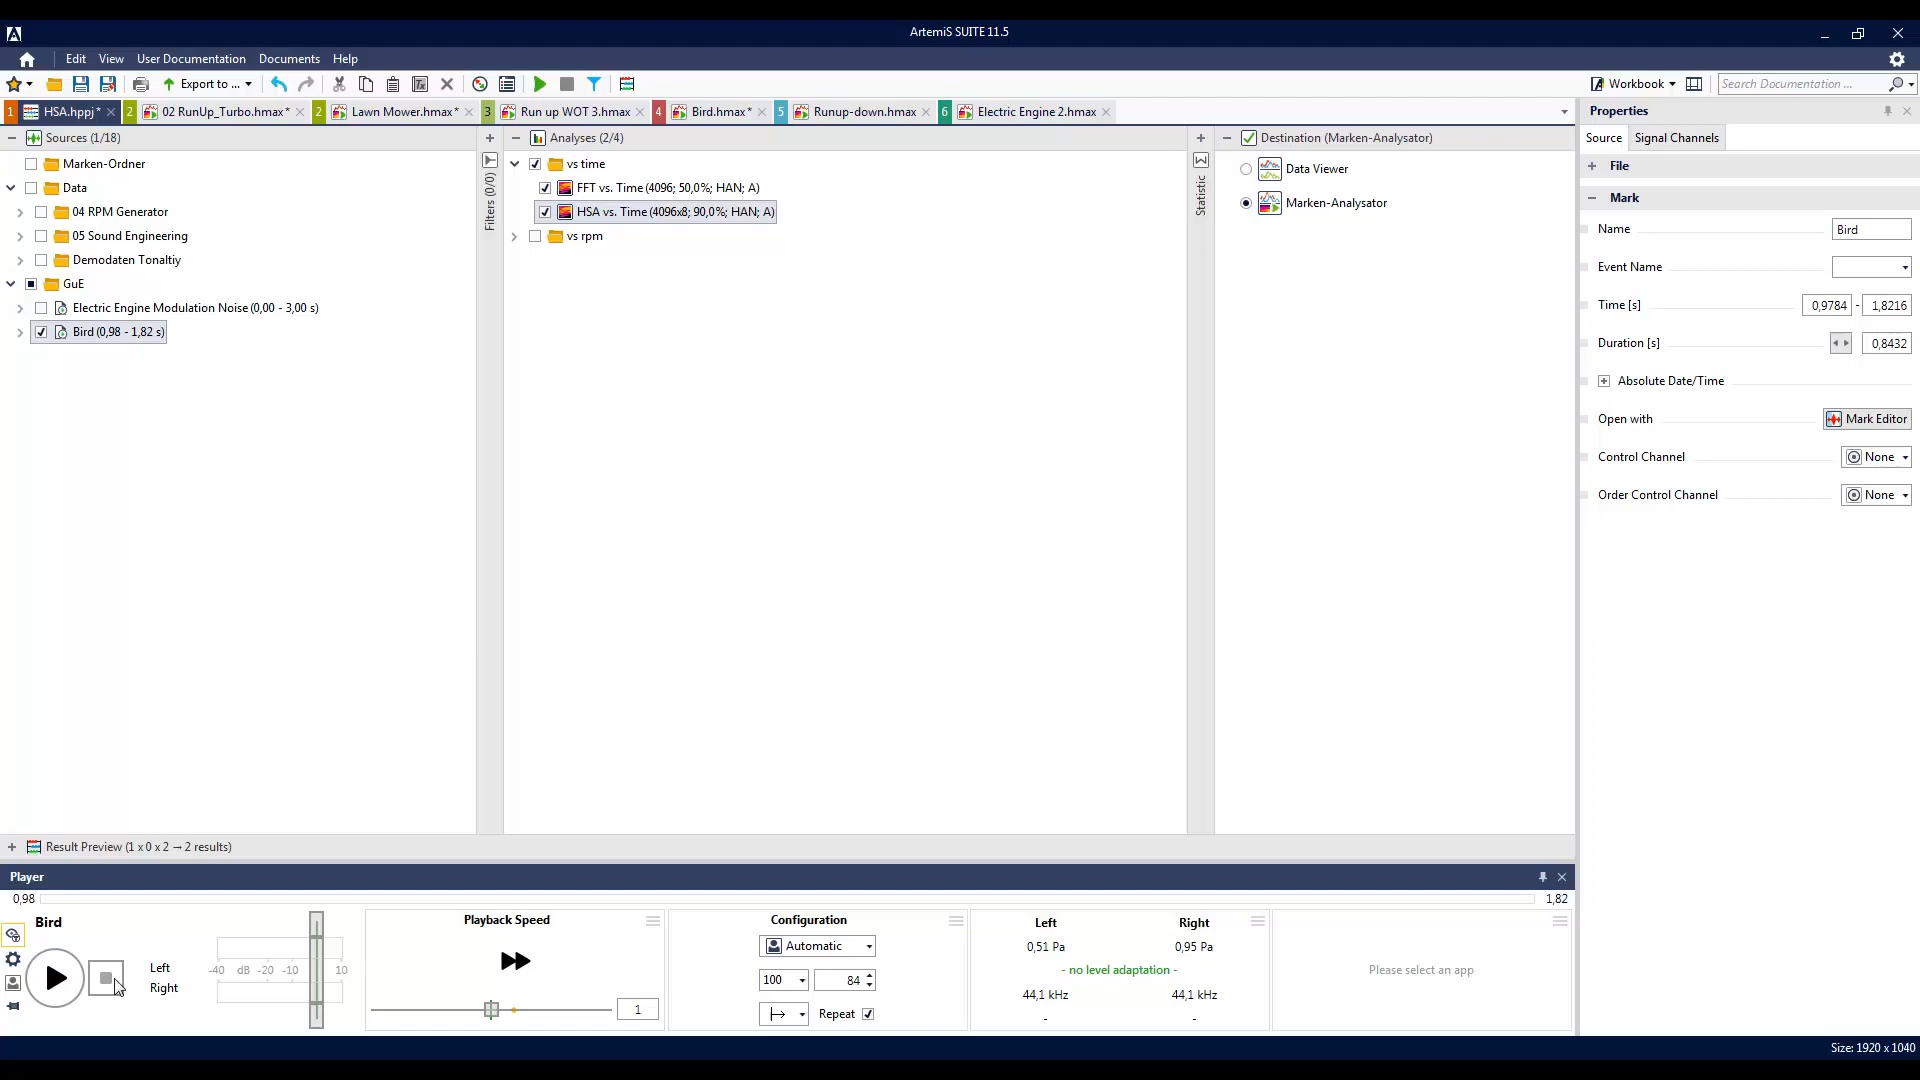 ArtemiS SUITE 11.5
Edit View User Documentation Documents Help
Export to ...
Workbook
Search Documentation ...
1 HSA.hppj* 2 02 RunUp_Turbo.hmax* 2 Lawn Mower.hmax* 3 Run up WOT 3.hmax 4 Bird.hmax* 5 Runup-down.hmax 6 Electric Engine 2.hmax
Sources (1/18)
Marken-Ordner
Data
04 RPM Generator
05 Sound Engineering
Demodaten Tonaltiy
GuE
Electric Engine Modulation Noise (0,00 - 3,00 s)
Bird (0,98 - 1,82 s)
Filters (0/0)
Analyses (2/4)
vs time
FFT vs. Time (4096; 50,0%; HAN; A)
HSA vs. Time (4096x8; 90,0%; HAN; A)
vs rpm
Statistic
Destination (Marken-Analysator)
Data Viewer
Marken-Analysator
Properties
Source Signal Channels
File
Mark
Name Bird
Event Name
Time [s] 0,9784 - 1,8216
Duration [s] 0,8432
Absolute Date/Time
Open with Mark Editor
Control Channel None
Order Control Channel None
Result Preview (1 x 0 x 2 → 2 results)
Player
0,98 1,82
Bird
Left
Right
-40 dB -20 -10 10
Playback Speed
1
Configuration
Automatic
100 84
Repeat
Left Right
0,51 Pa 0,95 Pa
- no level adaptation -
44,1 kHz 44,1 kHz
- -
Please select an app
Size: 1920 x 1040